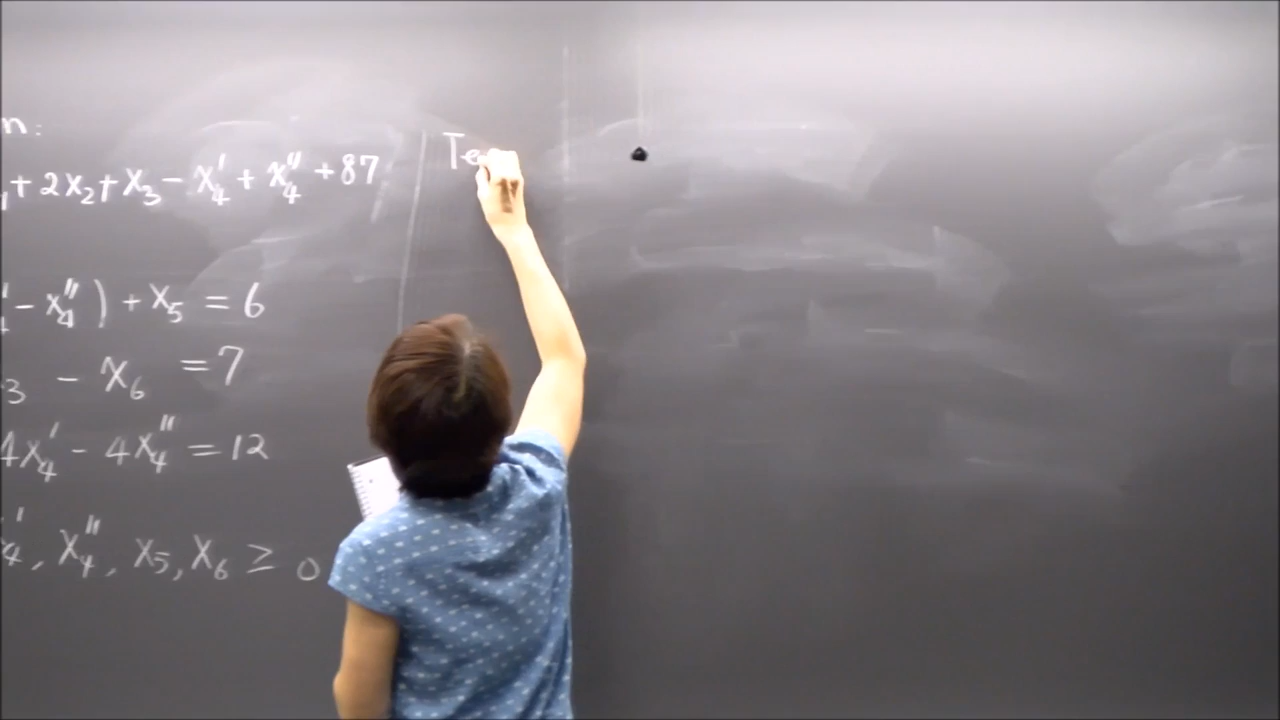 n:
+ 2x₂ + x₃ - x₄' + x₄'' + 87
- x₄'') + x₅ = 6
3 - x₆ = 7
4x₄' - 4x₄'' = 12
4', x₄'', x₅, x₆ ≥ 0
Te